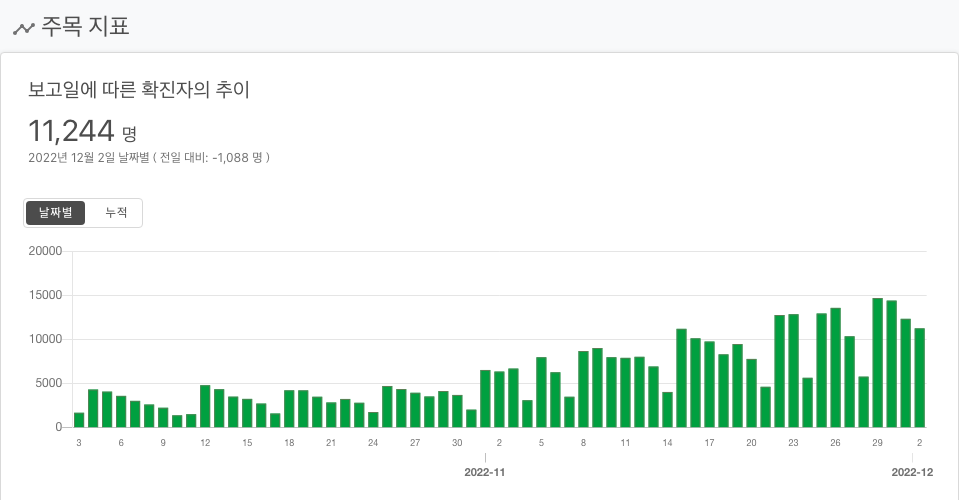 주목 지표
보고일에 따른 확진자의 추이
11,244 명
2022년 12월 2일 날짜별 ( 전일 대비: -1,088 명 )
날짜별 누적
20000
15000
10000
5000
0
3 6 9 12 15 18 21 24 27 30 2 5 8 11 14 17 20 23 26 29 2
2022-11 2022-12